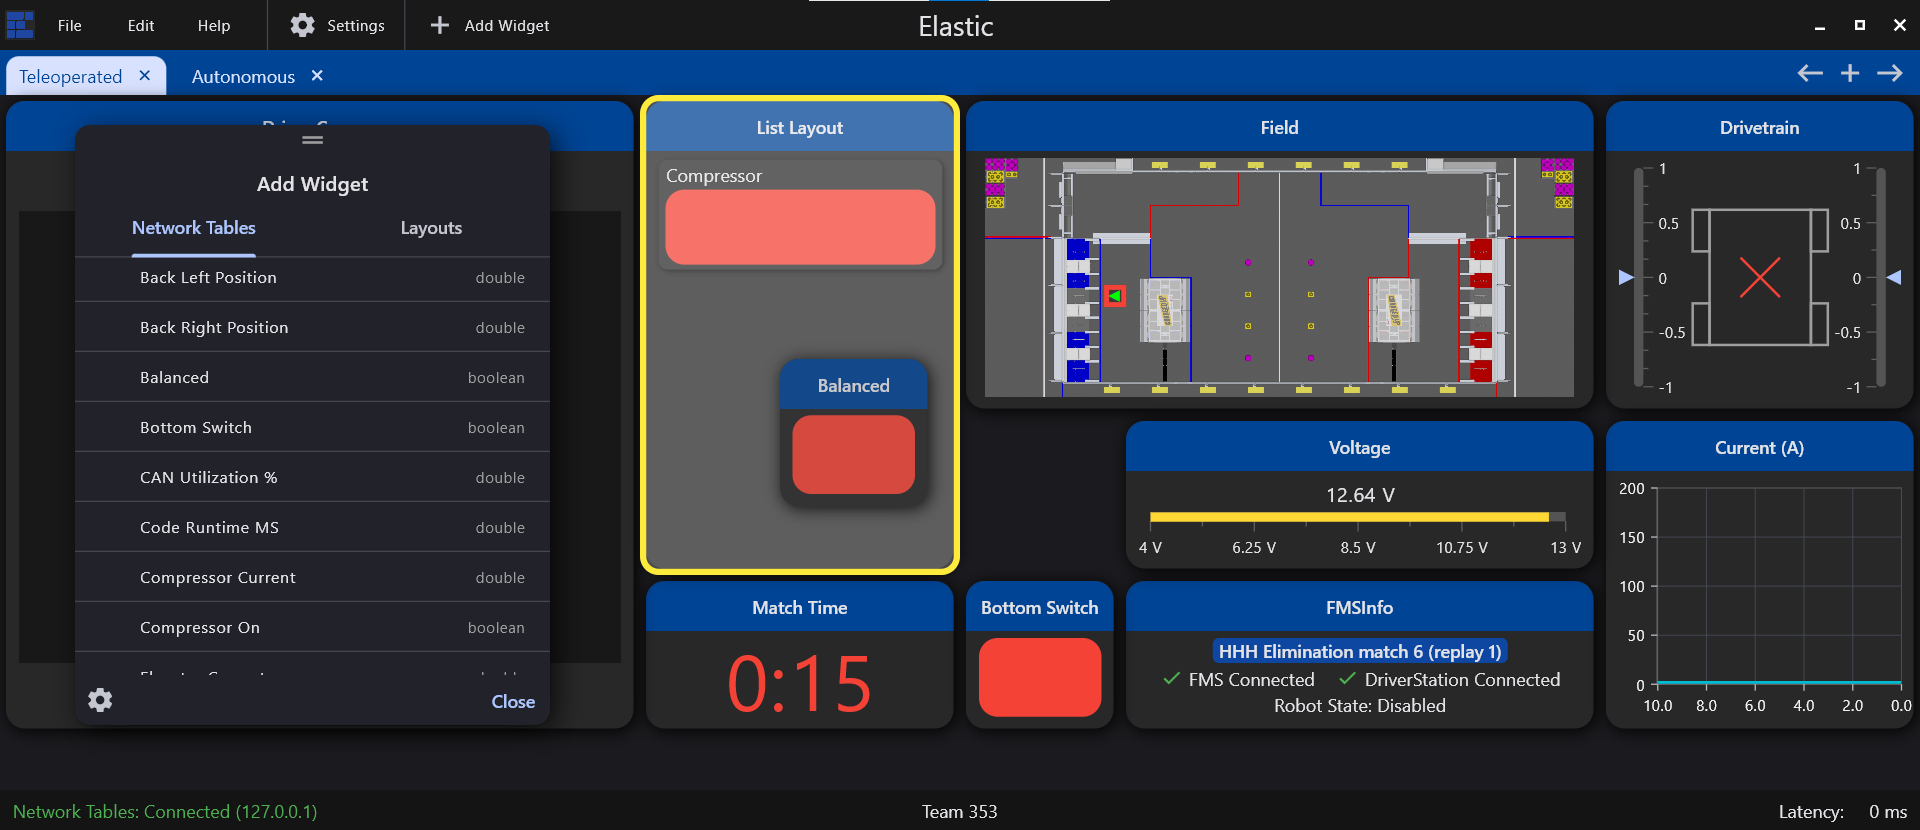 File Edit Help Settings Add Widget
Elastic
Teleoperated Autonomous
Add Widget
Network Tables Layouts
Back Left Position double
Back Right Position double
Balanced boolean
Bottom Switch boolean
CAN Utilization % double
Code Runtime MS double
Compressor Current double
Compressor On boolean
Close
List Layout
Compressor
Balanced
Match Time
0:15
Bottom Switch
Field
Voltage
12.64 V
4 V 6.25 V 8.5 V 10.75 V 13 V
FMSInfo
HHH Elimination match 6 (replay 1)
FMS Connected DriverStation Connected
Robot State: Disabled
Drivetrain
1 1
0.5 0.5
0 0
-0.5 -0.5
-1 -1
Current (A)
200
150
100
50
0
10.0 8.0 6.0 4.0 2.0 0.0
Network Tables: Connected (127.0.0.1)
Team 353
Latency: 0 ms